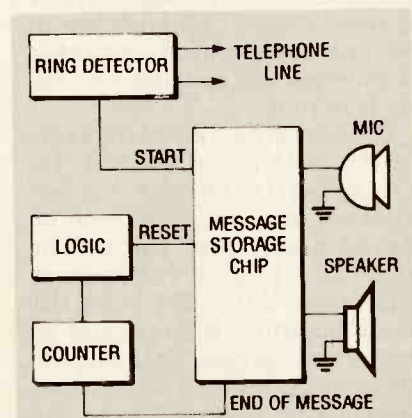 RING DETECTOR
TELEPHONE
LINE
START
MIC
LOGIC
RESET
MESSAGE
STORAGE
CHIP
SPEAKER
COUNTER
END OF MESSAGE